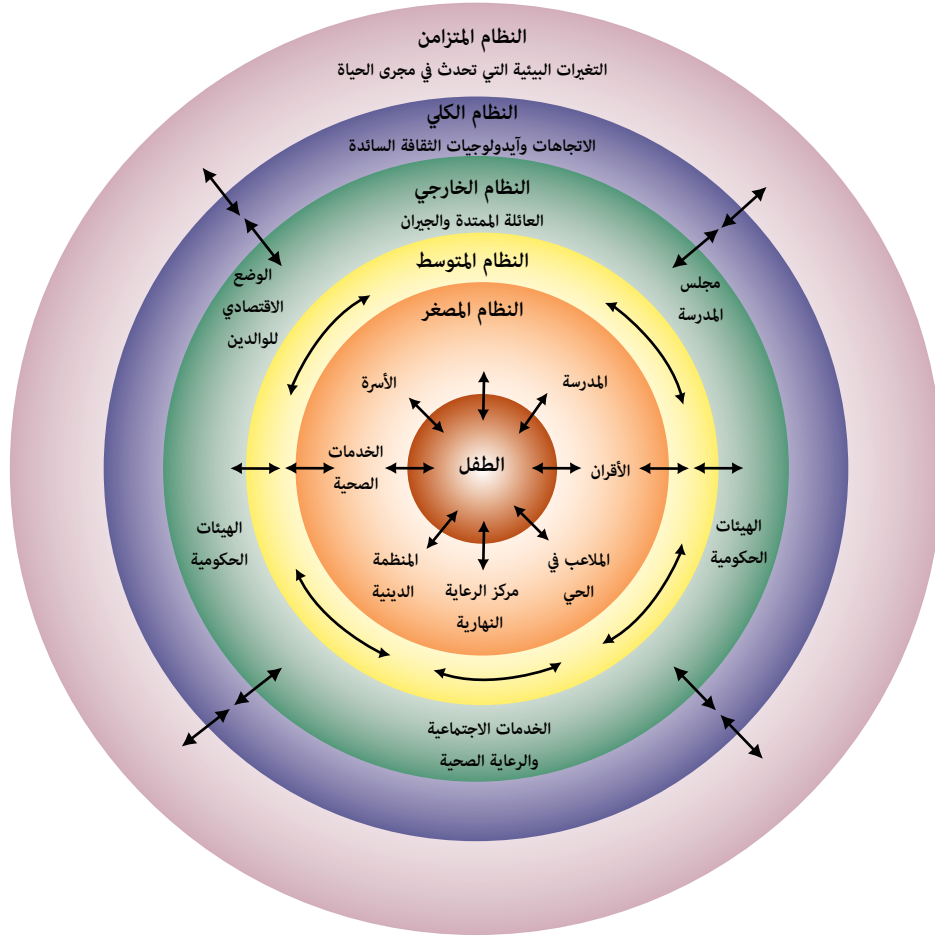 النظام المتزامن
التغيرات البيئية التي تحدث في مجرى الحياة
النظام الكلي
الاتجاهات وآيدولوجيات الثقافة السائدة
النظام الخارجي
العائلة الممتدة والجيران
النظام المتوسط
مجلس
المدرسة
الوضع
الاقتصادي
للوالدين
النظام المصغر
المدرسة
الأسرة
الطفل
الأقران
الخدمات
الصحية
الهيئات
الحكومية
الهيئات
الحكومية
الملاعب في
الحي
مركز الرعاية
النهارية
المنظمة
الدينية
الخدمات الاجتماعية
والرعاية الصحية